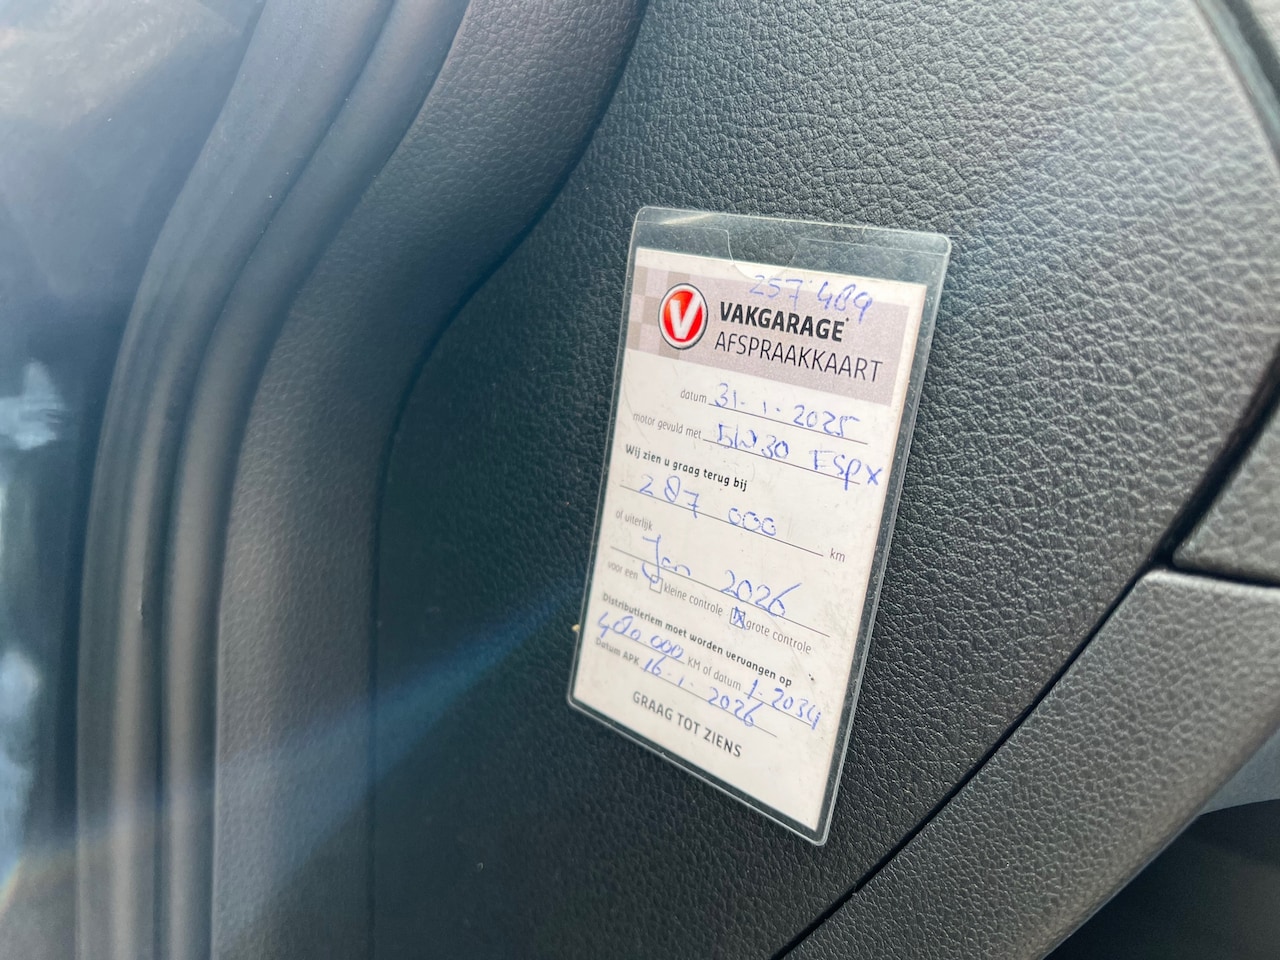 257 489
V VAKGARAGE
AFSPRAAKKAART
datum 31-1-2025
motor gevuld met 5W30 FSPX
Wij zien u graag terug bij
287 000 km
of uiterlijk
Jan 2026
voor een kleine controle grote controle
Distributieriem moet worden vervangen op
480 000 KM of datum 1-2034
Datum APK 16-1-2026
GRAAG TOT ZIENS